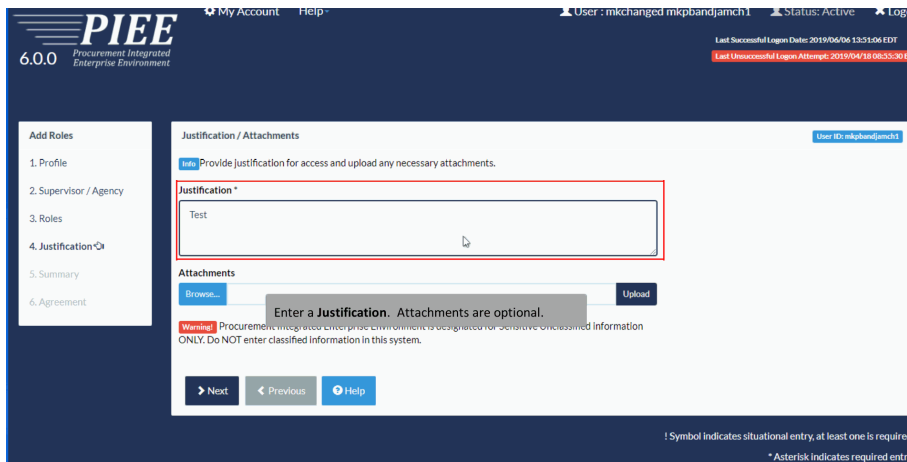 My Account Help
User : mkchanged mkpbandjamch1 Status: Active Log
PIEE
6.0.0 Procurement Integrated
Enterprise Environment
Last Successful Logon Date: 2019/06/06 13:51:06 EDT
Last Unsuccessful Logon Attempt: 2019/04/18 08:55:30
Add Roles
1. Profile
2. Supervisor / Agency
3. Roles
4. Justification
5. Summary
6. Agreement
Justification / Attachments
User ID: mkpbandjamch1
Info Provide justification for access and upload any necessary attachments.
Justification *
Test
Attachments
Browse... Upload
Enter a Justification. Attachments are optional.
Warning! Procurement Integrated Enterprise Environment is designated for Sensitive Unclassified information
ONLY. Do NOT enter classified information in this system.
Next Previous Help
! Symbol indicates situational entry, at least one is require
* Asterisk indicates required entr